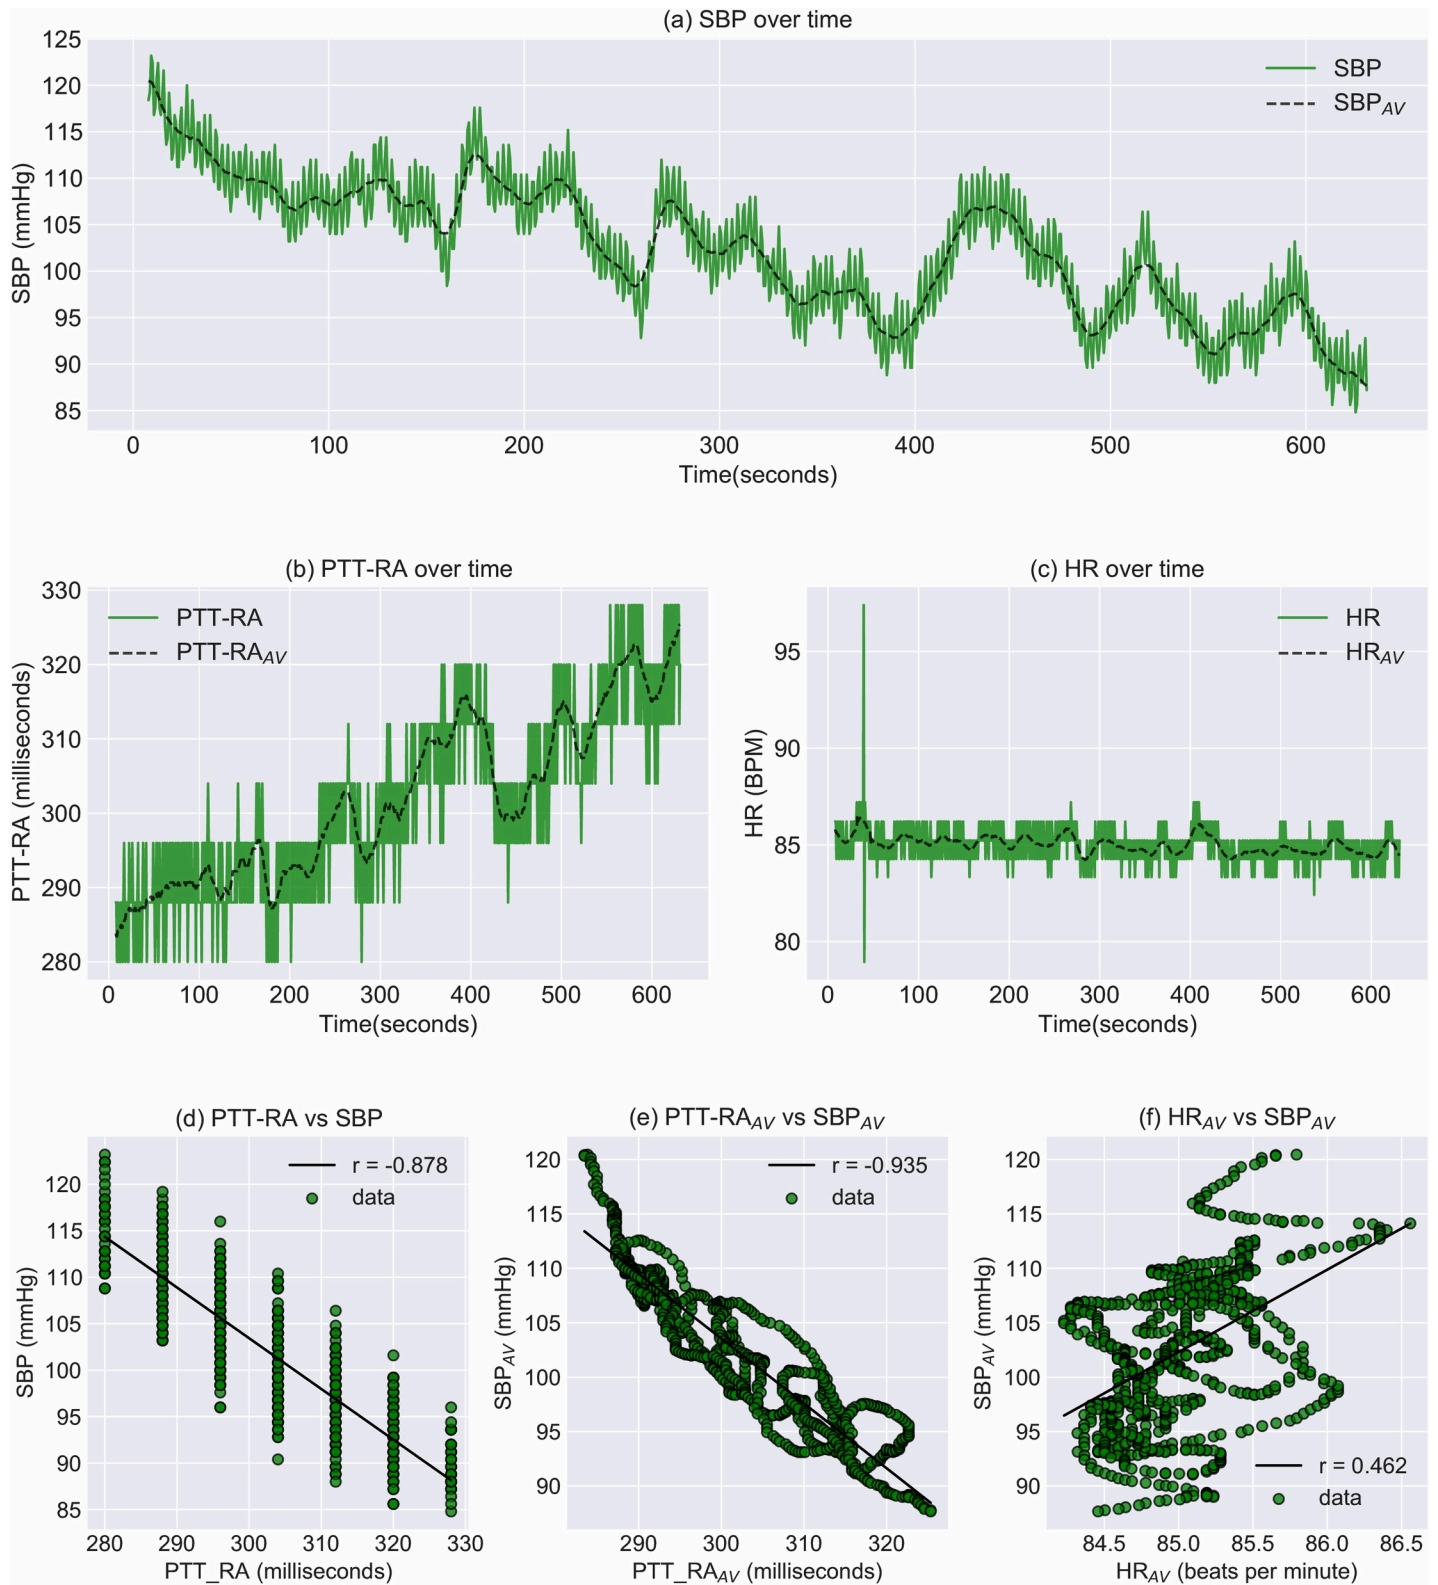 (a) SBP over time
125
120
115
110
105
100
95
90
85
SBP (mmHg)
SBP
SBP_AV
0 100 200 300 400 500 600
Time(seconds)
(b) PTT-RA over time
330
320
310
300
290
280
PTT-RA (milliseconds)
PTT-RA
PTT-RA_AV
0 100 200 300 400 500 600
Time(seconds)
(c) HR over time
95
90
85
80
HR (BPM)
HR
HR_AV
0 100 200 300 400 500 600
Time(seconds)
(d) PTT-RA vs SBP
120
115
110
105
100
95
90
85
SBP (mmHg)
r = -0.878
data
280 290 300 310 320 330
PTT_RA (milliseconds)
(e) PTT-RA_AV vs SBP_AV
120
115
110
105
100
95
90
SBP_AV (mmHg)
r = -0.935
data
290 300 310 320
PTT_RA_AV (milliseconds)
(f) HR_AV vs SBP_AV
120
115
110
105
100
95
90
SBP_AV (mmHg)
r = 0.462
data
84.5 85.0 85.5 86.0 86.5
HR_AV (beats per minute)